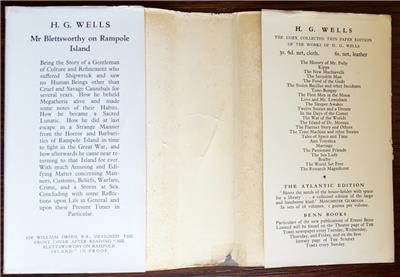 H. G. WELLS
Mr Blettsworthy on Rampole
Island
Being the Story of a Gentleman
of Culture and Refinement who
suffered Shipwreck and saw
no Human Beings other than
Cruel and Savage Cannibals for
several years. How he beheld
Megatheria alive and made
some notes of their Habits.
How he became a Sacred
Lunatic. How he did at last
escape in a Strange Manner
from the Horror and Barbari-
ties of Rampole Island in time
to fight in the Great War, and
how afterwards he came near re-
turning to that Island for ever.
With much Amusing and Edi-
fying Matter concerning Man-
ners, Customs, Beliefs, Warfare,
Crime, and a Storm at Sea.
Concluding with some Reflec-
tions upon Life in General and
upon these Present Times in
Particular.
SIR WILLIAM ORPEN, R.A., DESIGNED THE
FRONT COVER AFTER READING "MR
BLETTSWORTHY ON RAMPOLE
ISLAND" IN PROOF.
H. G. WELLS
THE ESSEX COLLECTED THIN PAPER EDITION
OF THE WORKS OF H. G. WELLS
3s. 6d. net, cloth. 6s. net, leather
The History of Mr. Polly
Kipps
The New Machiavelli
The Invisible Man
The Food of the Gods
The Stolen Bacillus and other Incidents
Tono-Bungay
The First Men in the Moon
Love and Mr. Lewisham
The Sleeper Awakes
Twelve Stories and a Dream
In the Days of the Comet
The War of the Worlds
The Island of Dr. Moreau
The Plattner Story and Others
The Time Machine and other Stories
Tales of Space and Time
Ann Veronica
Marriage
The Passionate Friends
The Sea Lady
Bealby
The World Set Free
The Research Magnificent
THE ATLANTIC EDITION
'Meets the needs of the house-holder with space
for a library — a handsome collected edition of the
large and modern sort.' MANCHESTER GUARDIAN
In sets of 28 volumes. 1 guinea per volume.
BENN BOOKS
Particulars of the new publications of Ernest Benn
Limited will be found on the Theatre page of THE
TIMES newspaper every Tuesday, Wednesday,
Thursday, and Friday, and on the first
literary page of THE SUNDAY
TIMES every Sunday.